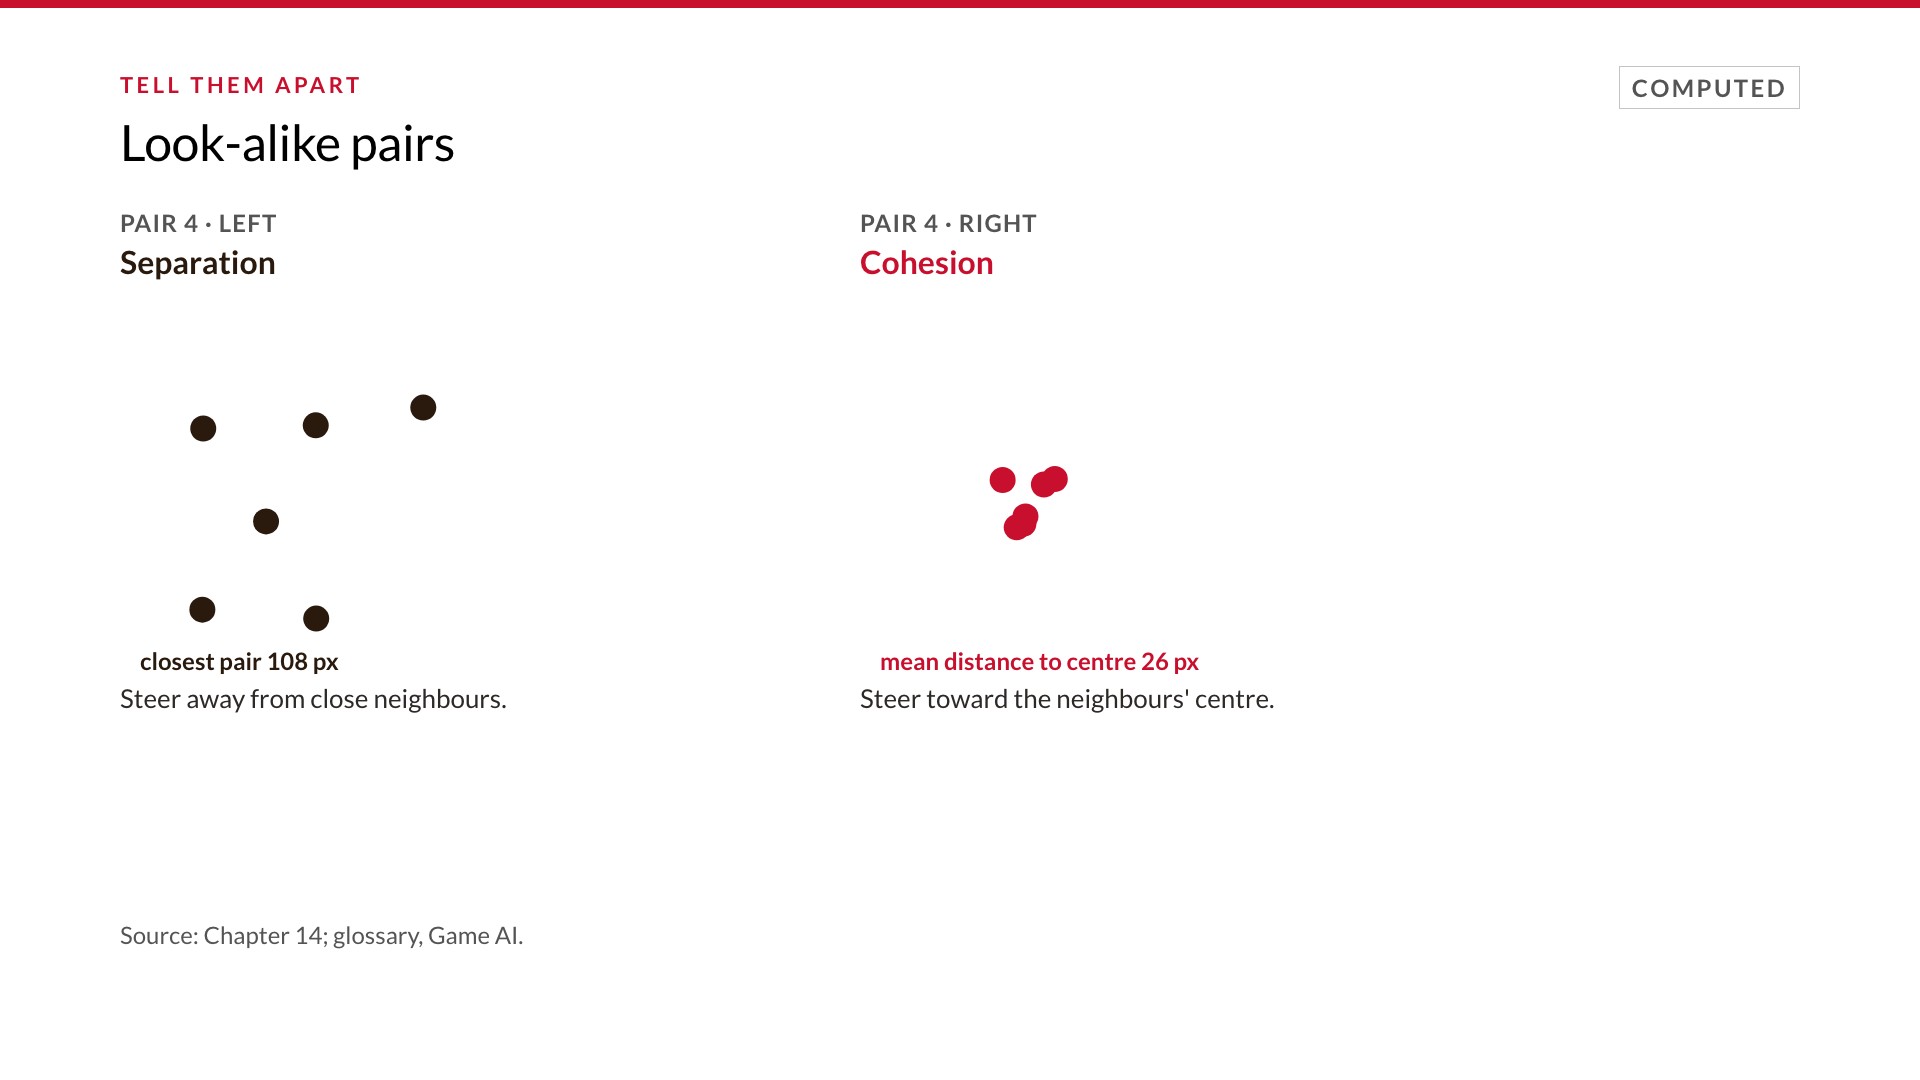 TELL THEM APART
COMPUTED
Look-alike pairs
PAIR 4 · LEFT
Separation
PAIR 4 · RIGHT
Cohesion
closest pair 108 px
Steer away from close neighbours.
mean distance to centre 26 px
Steer toward the neighbours' centre.
Source: Chapter 14; glossary, Game AI.